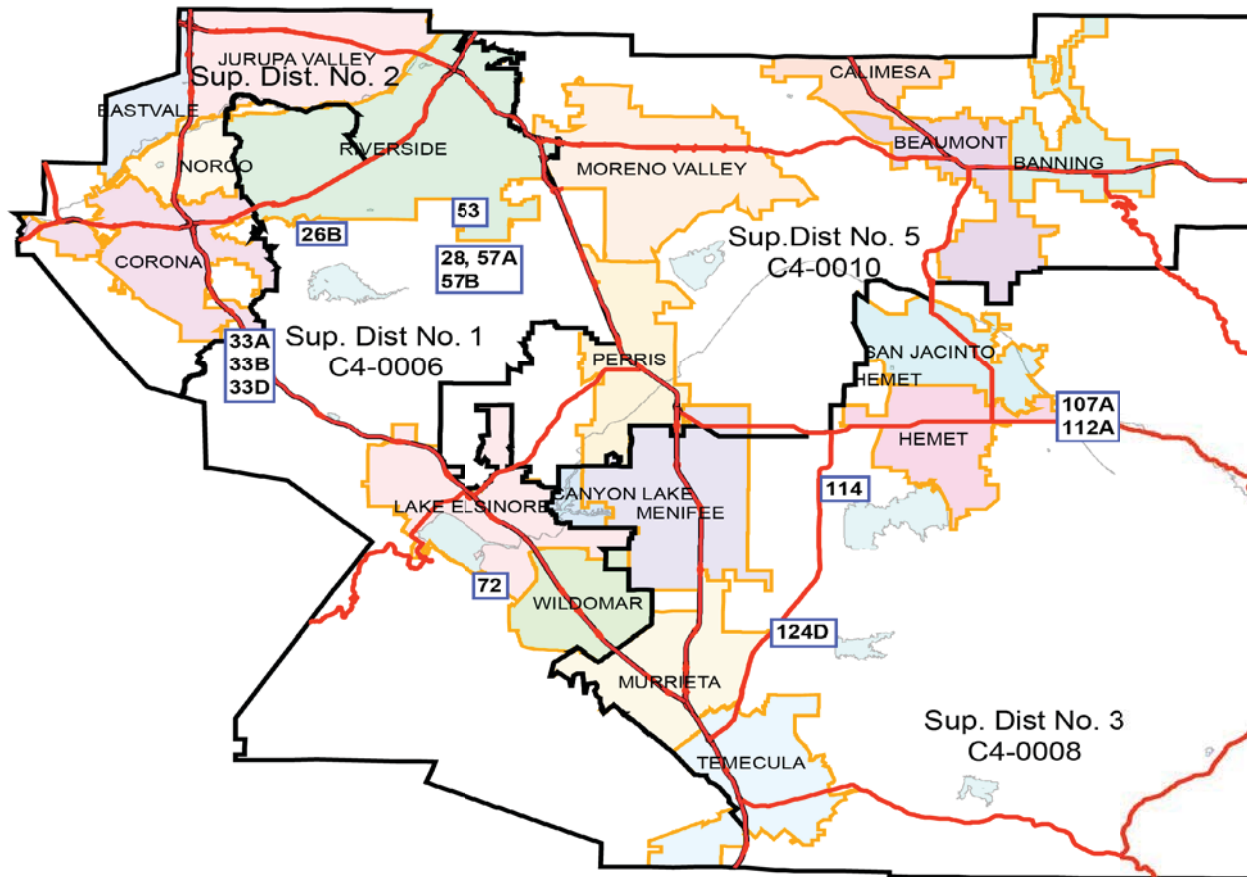 JURUPA VALLEY
Sup. Dist. No. 2
EASTVALE
NORCO
RIVERSIDE
CORONA
CALIMESA
BEAUMONT
BANNING
MORENO VALLEY
53
26B
28, 57A
57B
Sup.Dist No. 5
C4-0010
Sup. Dist No. 1
C4-0006
33A
33B
33D
PERRIS
SAN JACINTO
HEMET
HEMET
107A
112A
114
CANYON LAKE
LAKE ELSINORE
MENIFEE
72
WILDOMAR
124D
MURRIETA
TEMECULA
Sup. Dist No. 3
C4-0008